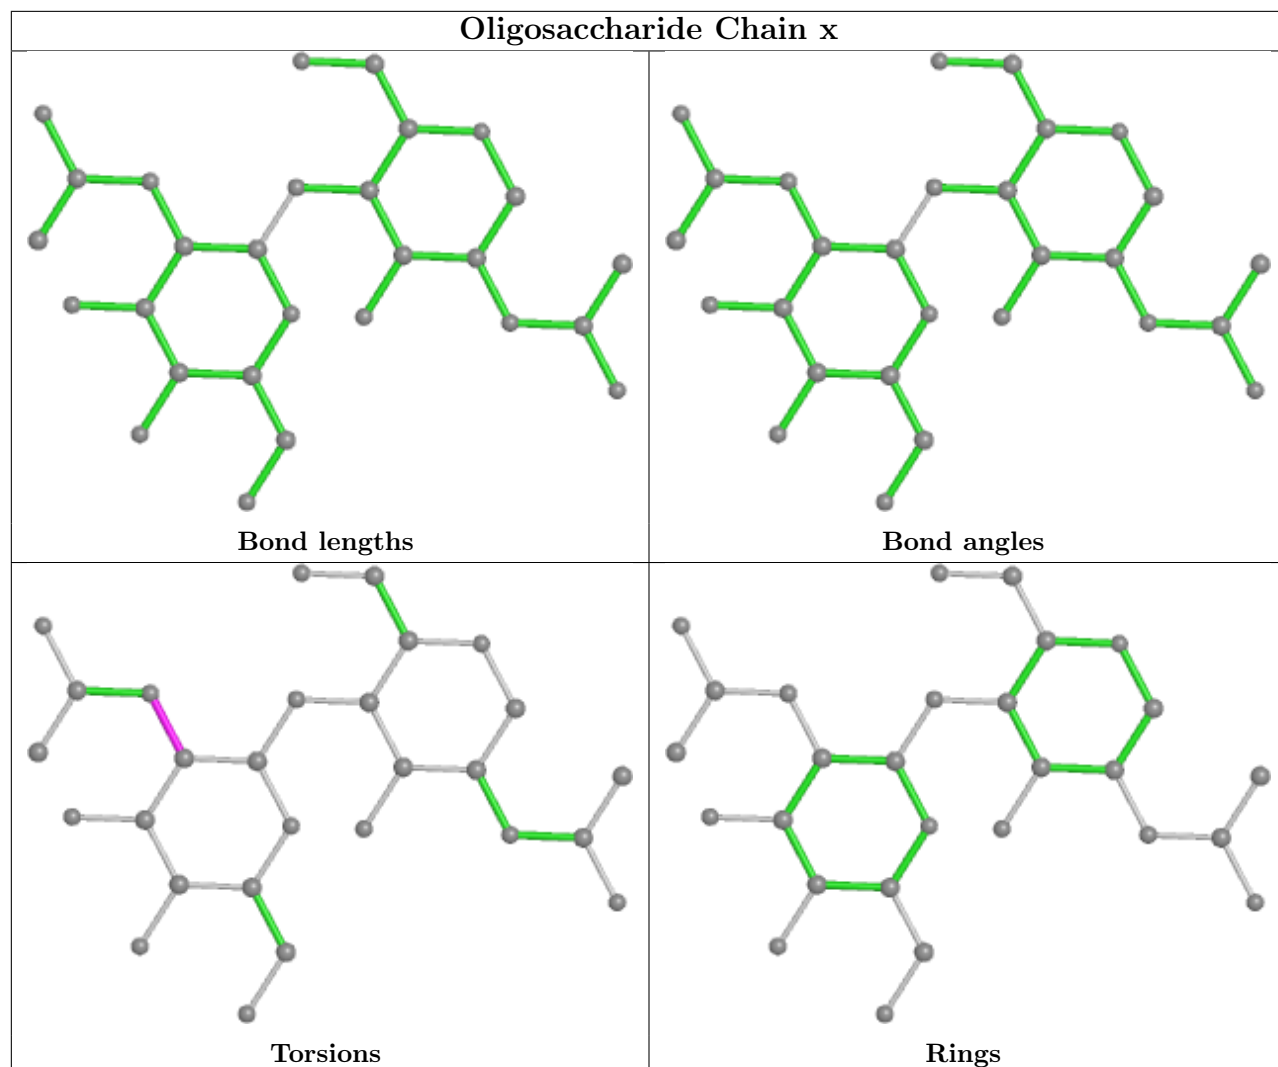 Oligosaccharide Chain x
Bond lengths
Bond angles
Torsions
Rings